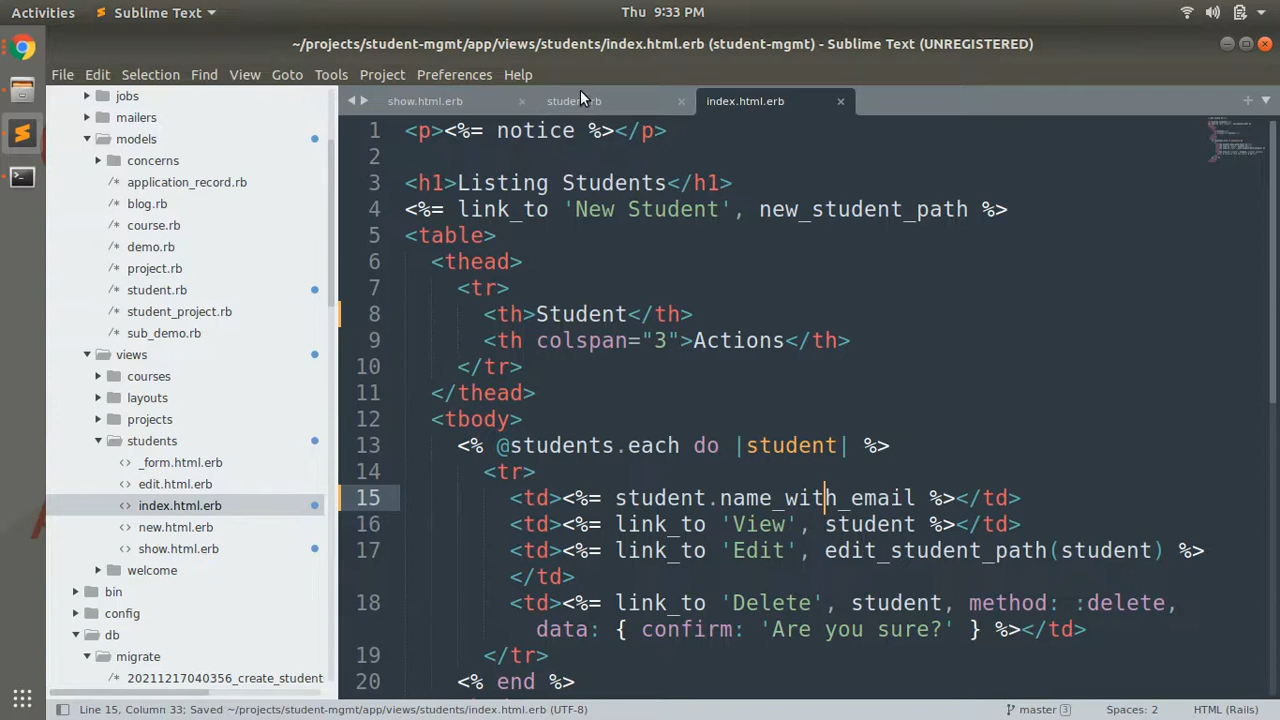 Activities
Sublime Text
Thu 9:33 PM
~/projects/student-mgmt/app/views/students/index.html.erb (student-mgmt) - Sublime Text (UNREGISTERED)
File Edit Selection Find View Goto Tools Project Preferences Help
show.html.erb
student.rb
index.html.erb
jobs
mailers
models
concerns
application_record.rb
blog.rb
course.rb
demo.rb
project.rb
student.rb
student_project.rb
sub_demo.rb
views
courses
layouts
projects
students
_form.html.erb
edit.html.erb
index.html.erb
new.html.erb
show.html.erb
welcome
bin
config
db
migrate
20211217040356_create_student
1 <p><%= notice %></p>
2
3 <h1>Listing Students</h1>
4 <%= link_to 'New Student', new_student_path %>
5 <table>
6 <thead>
7 <tr>
8 <th>Student</th>
9 <th colspan="3">Actions</th>
10 </tr>
11 </thead>
12 <tbody>
13 <% @students.each do |student| %>
14 <tr>
15 <td><%= student.name_with_email %></td>
16 <td><%= link_to 'View', student %></td>
17 <td><%= link_to 'Edit', edit_student_path(student) %>
</td>
18 <td><%= link_to 'Delete', student, method: :delete,
data: { confirm: 'Are you sure?' } %></td>
19 </tr>
20 <% end %>
Line 15, Column 33; Saved ~/projects/student-mgmt/app/views/students/index.html.erb (UTF-8)
master 3
Spaces: 2
HTML (Rails)